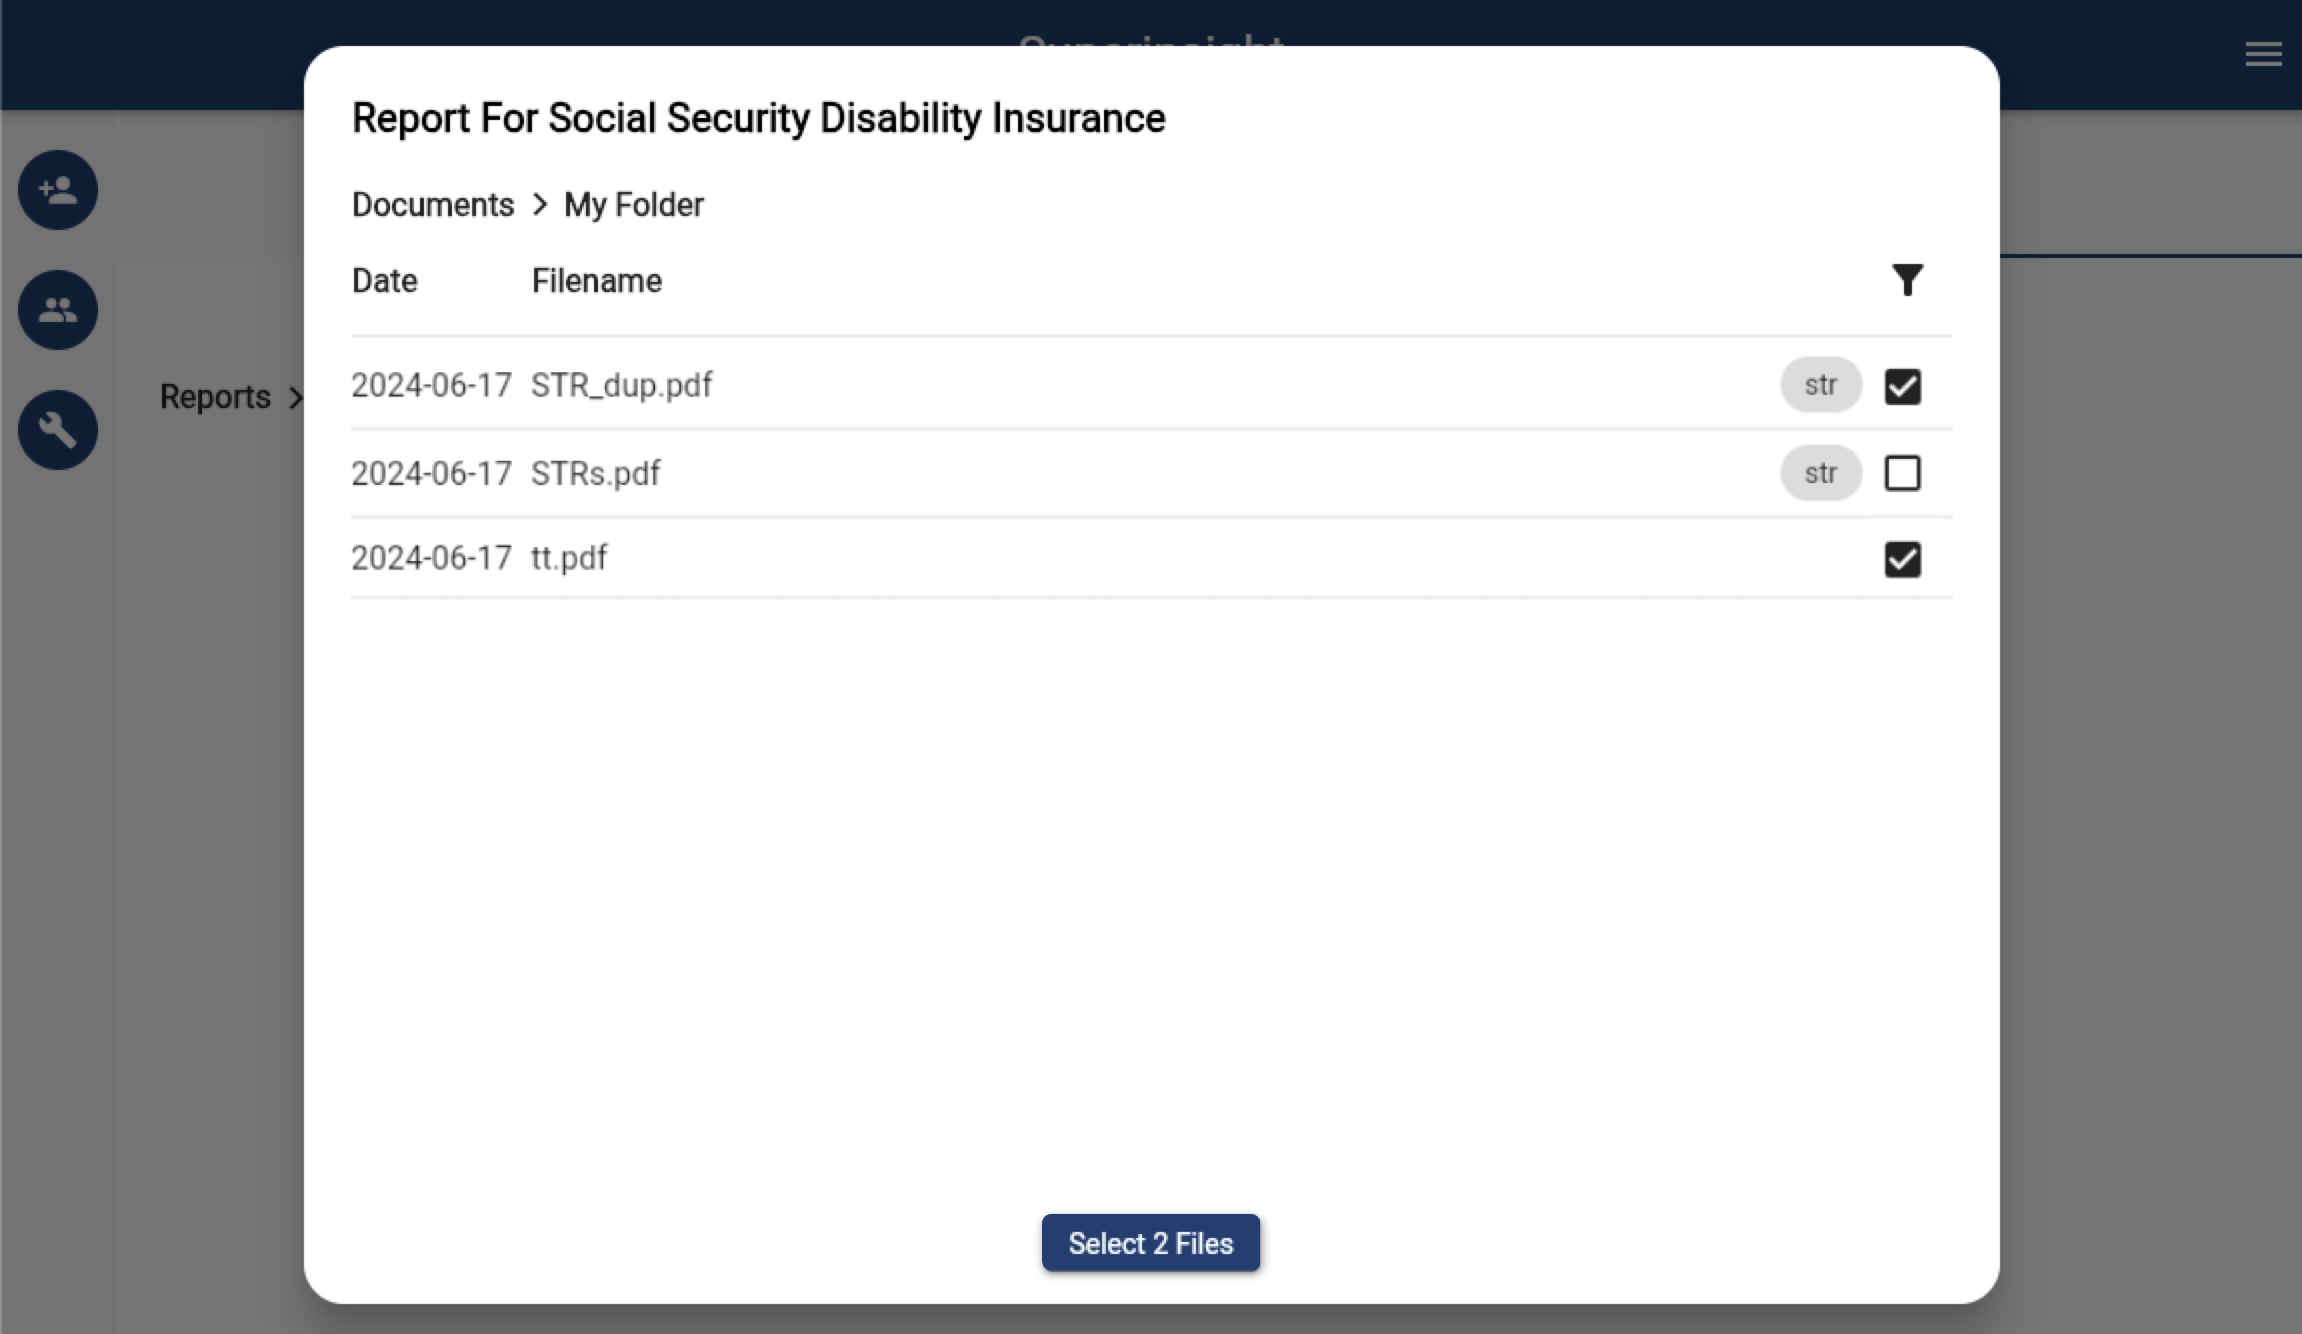 Report For Social Security Disability Insurance
Documents > My Folder
Date Filename
2024-06-17 STR_dup.pdf str
2024-06-17 STRs.pdf str
2024-06-17 tt.pdf
Reports >
Select 2 Files